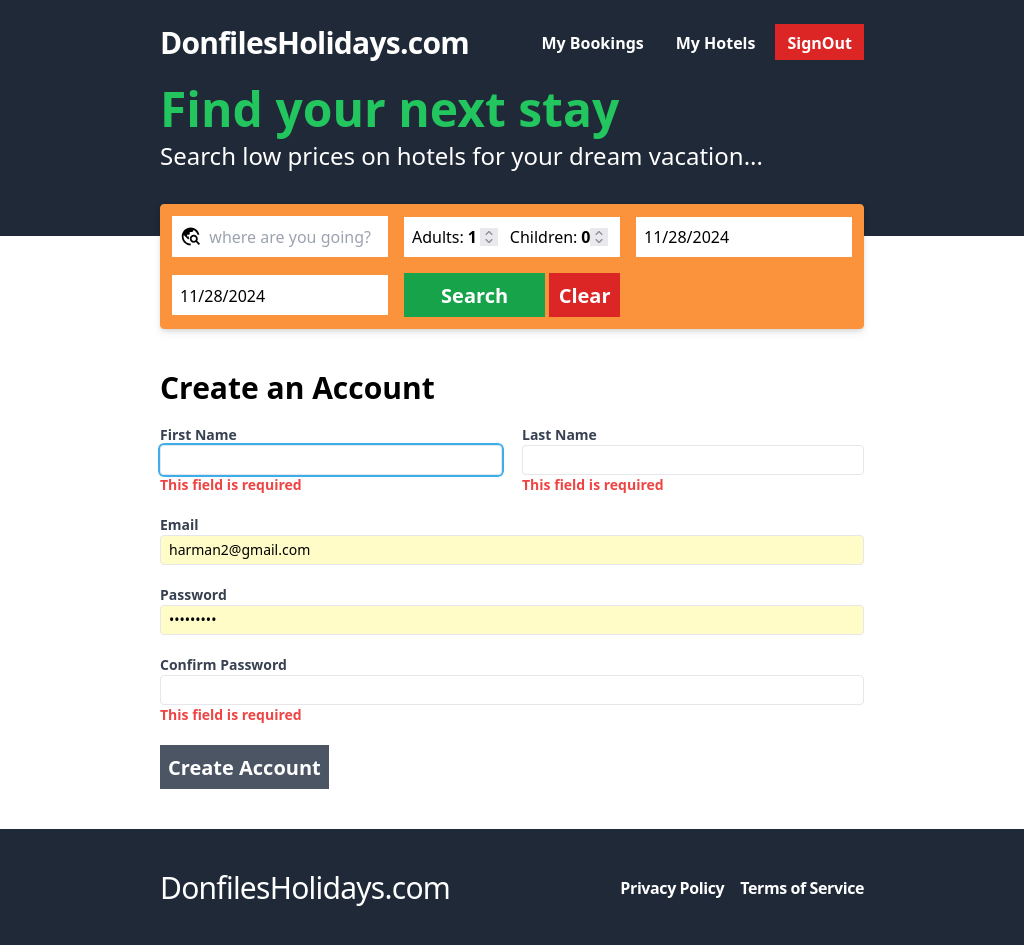 DonfilesHolidays.com My Bookings My Hotels SignOut
Find your next stay
Search low prices on hotels for your dream vacation...
where are you going? Adults: 1 Children: 0 11/28/2024
11/28/2024 Search Clear
Create an Account
First Name Last Name
This field is required This field is required
Email
harman2@gmail.com
Password
•••••••••
Confirm Password
This field is required
Create Account
DonfilesHolidays.com Privacy Policy Terms of Service